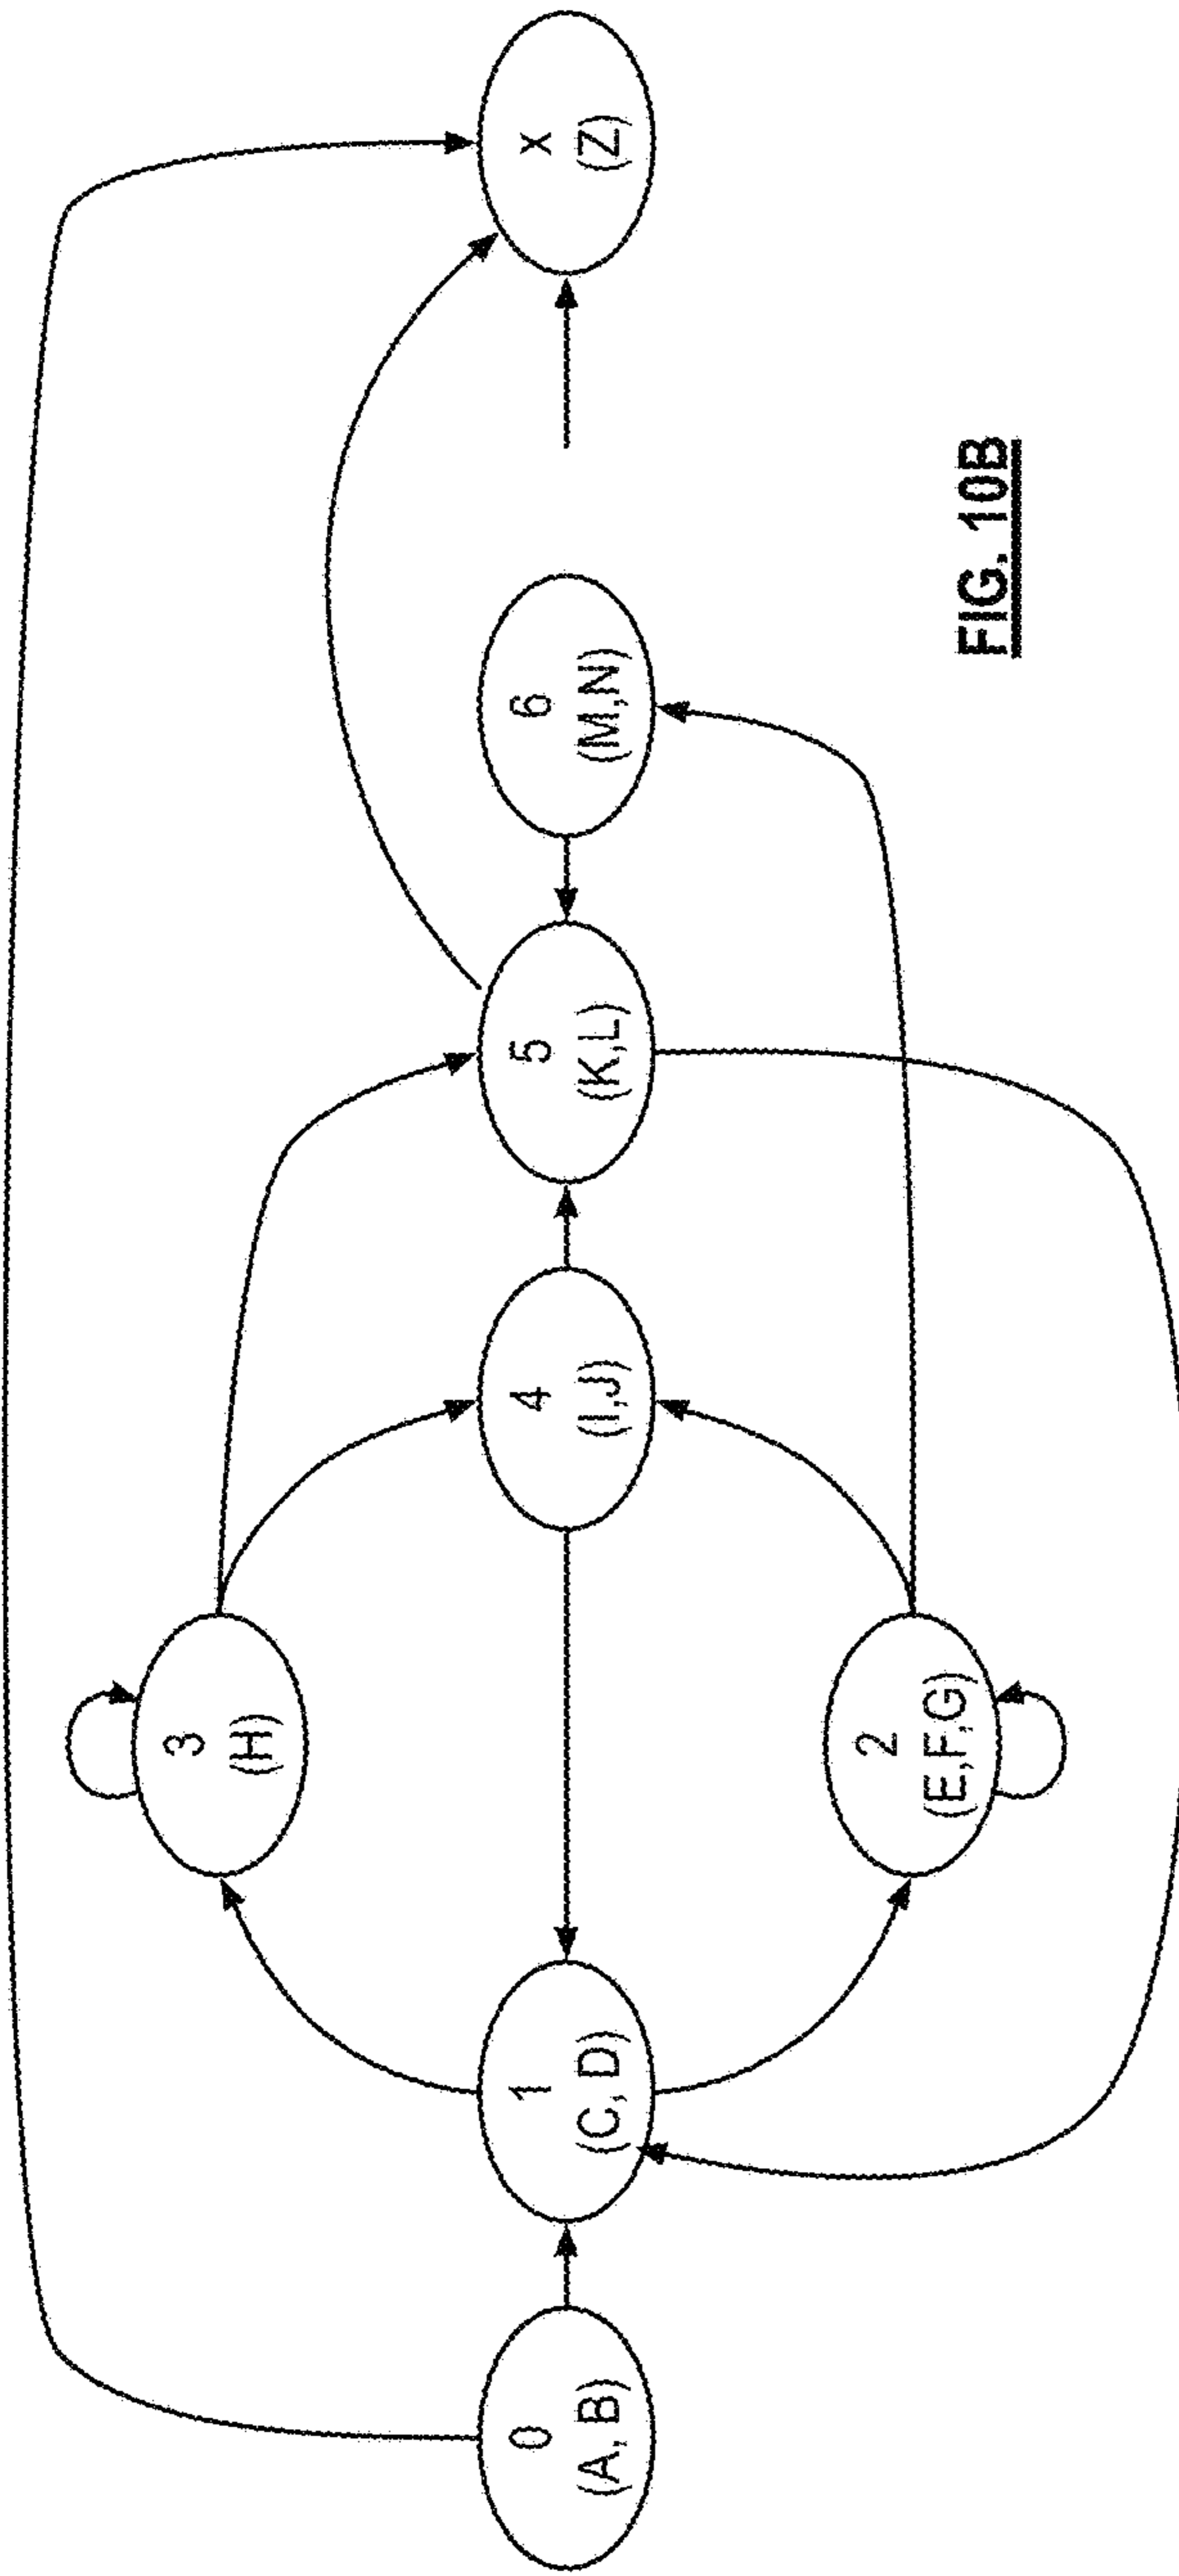 0
(A, B)
1
(C, D)
3
(H)
2
(E,F,G)
4
(I,J)
5
(K,L)
6
(M,N)
x
(Z)
FIG. 10B